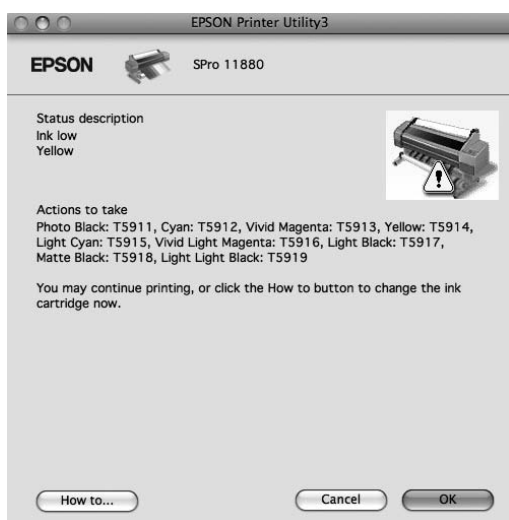 EPSON Printer Utility3
EPSON
SPro 11880
Status description
Ink low
Yellow
Actions to take
Photo Black: T5911, Cyan: T5912, Vivid Magenta: T5913, Yellow: T5914,
Light Cyan: T5915, Vivid Light Magenta: T5916, Light Black: T5917,
Matte Black: T5918, Light Light Black: T5919
You may continue printing, or click the How to button to change the ink
cartridge now.
How to...
Cancel
OK